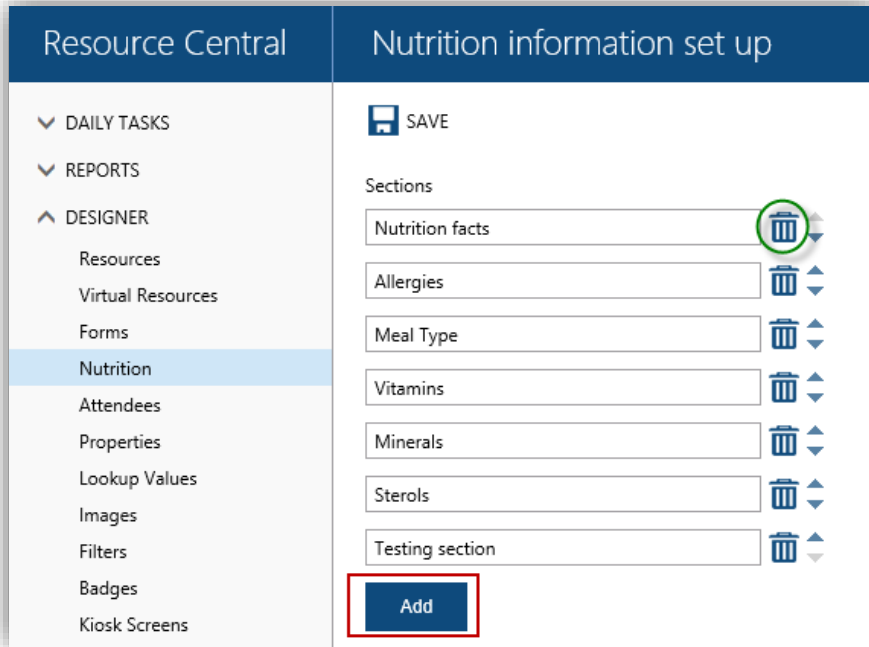 Resource Central
Nutrition information set up
DAILY TASKS
REPORTS
DESIGNER
Resources
Virtual Resources
Forms
Nutrition
Attendees
Properties
Lookup Values
Images
Filters
Badges
Kiosk Screens
SAVE
Sections
Nutrition facts
Allergies
Meal Type
Vitamins
Minerals
Sterols
Testing section
Add